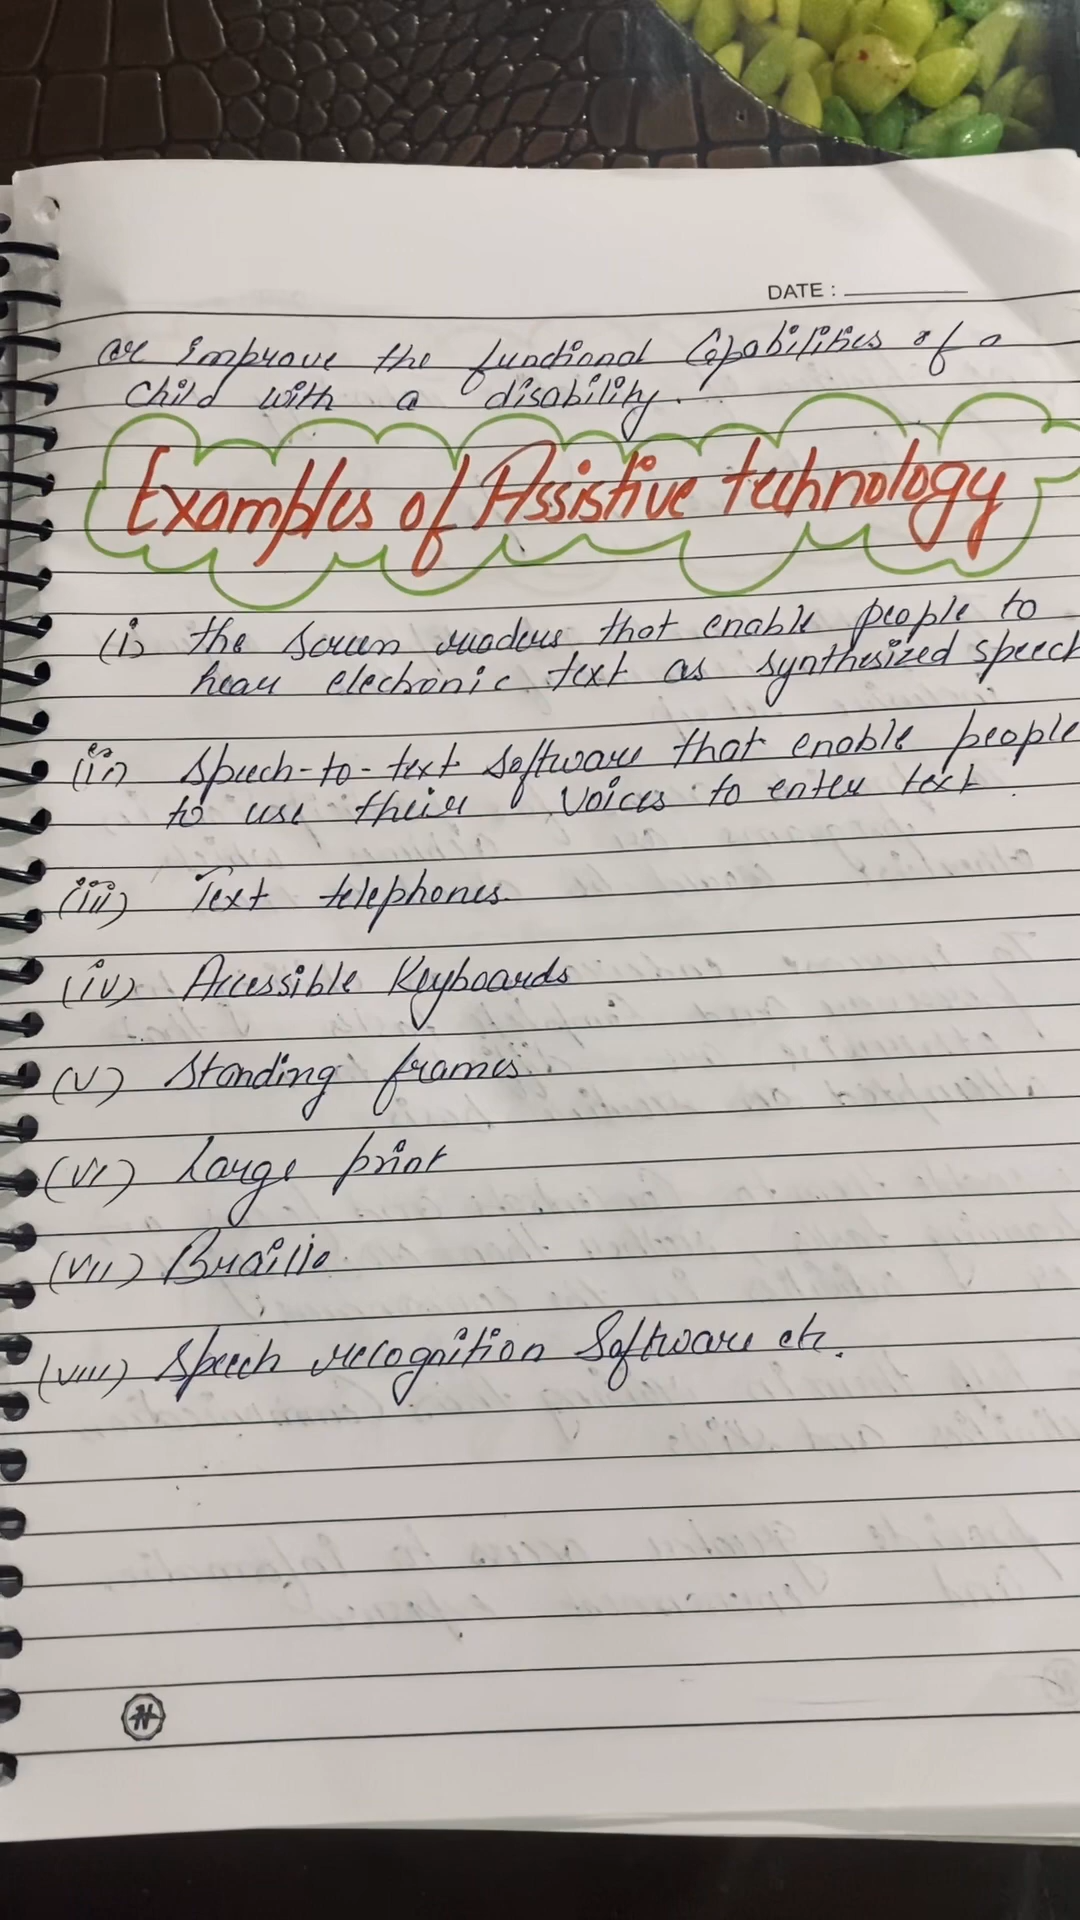 DATE :
or improve the functional Capabilities of a
child with a disability.
Examples of Assistive technology
(i) the screen readers that enable people to
hear electronic text as synthesized speech
(ii) Speech-to-text software that enable people
to use their voices to enter text.
(iii) Text telephones.
(iv) Accessible Keyboards
(v) Standing frames.
(vi) Large print
(vii) Braille.
(viii) Speech recognition Software etc.
N